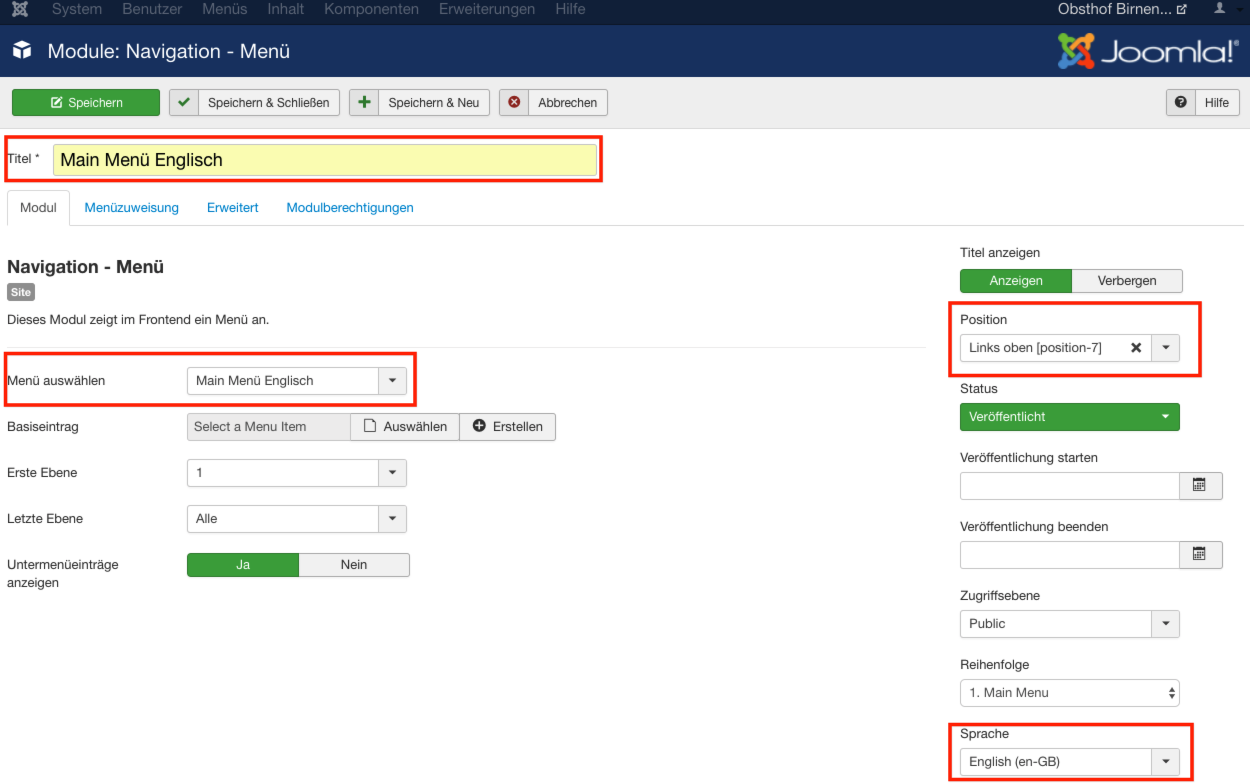 System Benutzer Menüs Inhalt Komponenten Erweiterungen Hilfe Obsthof Birnen...
Module: Navigation - Menü Joomla!®
Speichern Speichern & Schließen Speichern & Neu Abbrechen Hilfe
Titel * Main Menü Englisch
Modul Menüzuweisung Erweitert Modulberechtigungen
Navigation - Menü
Site
Dieses Modul zeigt im Frontend ein Menü an.
Menü auswählen Main Menü Englisch
Basiseintrag Select a Menu Item Auswählen Erstellen
Erste Ebene 1
Letzte Ebene Alle
Untermenüeinträge
anzeigen Ja Nein
Titel anzeigen
Anzeigen Verbergen
Position
Links oben [position-7]
Status
Veröffentlicht
Veröffentlichung starten
Veröffentlichung beenden
Zugriffsebene
Public
Reihenfolge
1. Main Menu
Sprache
English (en-GB)